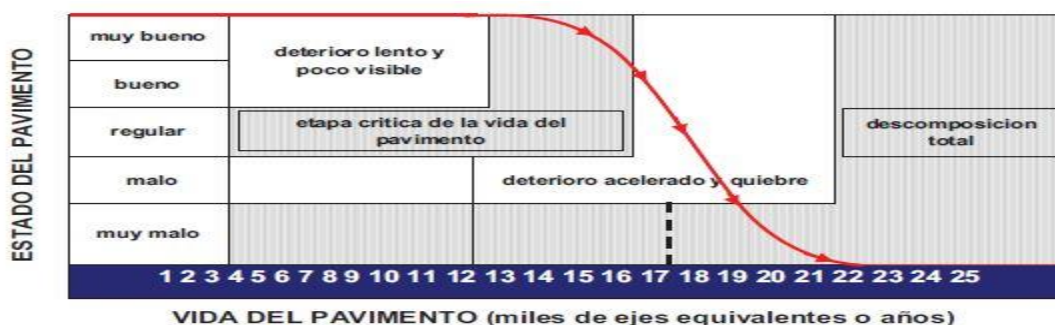 ESTADO DEL PAVIMENTO
muy bueno
bueno
regular
malo
muy malo
deterioro lento y
poco visible
etapa critica de la vida del
pavimento
descomposicion
total
deterioro acelerado y quiebre
1 2 3 4 5 6 7 8 9 10 11 12 13 14 15 16 17 18 19 20 21 22 23 24 25
VIDA DEL PAVIMENTO (miles de ejes equivalentes o años)